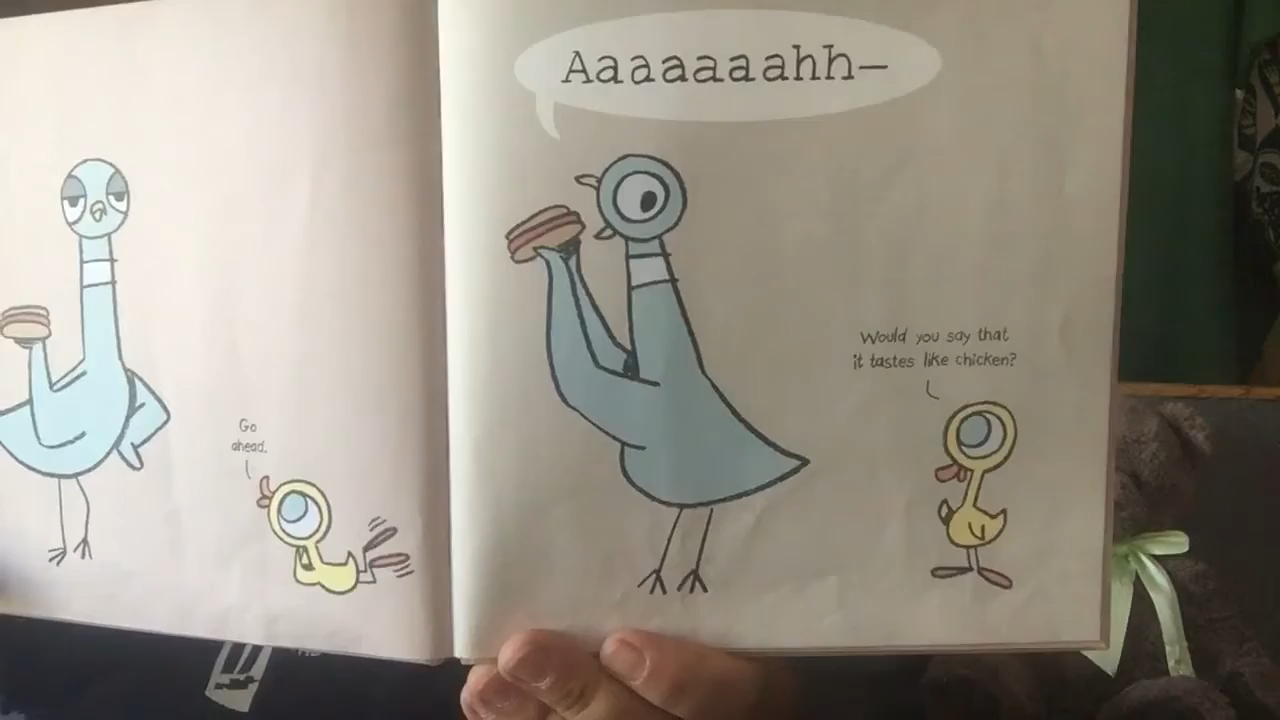 Go
ahead.
Aaaaaaahh—
Would you say that
it tastes like chicken?